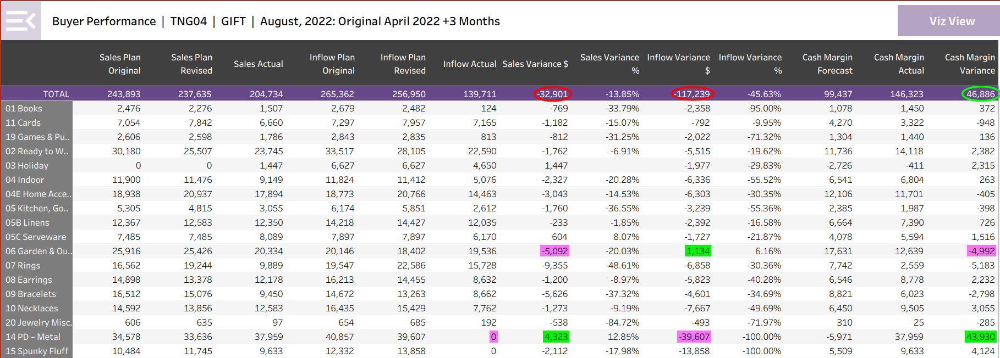 Buyer Performance | TNG04 | GIFT | August, 2022: Original April 2022 +3 Months
Viz View
Sales Plan Original Sales Plan Revised Sales Actual Inflow Plan Original Inflow Plan Revised Inflow Actual Sales Variance $ Sales Variance % Inflow Variance $ Inflow Variance % Cash Margin Forecast Cash Margin Actual Cash Margin Variance
TOTAL 243,893 237,635 204,734 265,362 256,950 139,711 -32,901 -13.85% -117,239 -45.63% 99,437 146,323 46,886
01 Books 2,476 2,276 1,507 2,679 2,482 124 -769 -33.79% -2,358 -95.00% 1,078 1,450 372
11 Cards 7,054 7,842 6,660 7,297 7,957 7,165 -1,182 -15.07% -792 -9.95% 4,270 3,322 -948
19 Games & Pu.. 2,606 2,598 1,786 2,843 2,835 813 -812 -31.25% -2,022 -71.32% 1,304 1,440 136
02 Ready to W.. 30,180 25,507 23,745 33,517 28,105 22,590 -1,762 -6.91% -5,515 -19.62% 11,736 14,118 2,382
03 Holiday 0 0 1,447 6,627 6,627 4,650 1,447 -1,977 -29.83% -2,726 -411 2,315
04 Indoor 11,900 11,476 9,149 11,824 11,412 5,076 -2,327 -20.28% -6,336 -55.52% 6,541 6,804 263
04E Home Acce.. 18,938 20,937 17,894 18,773 20,766 14,463 -3,043 -14.53% -6,303 -30.35% 12,106 11,701 -405
05 Kitchen, Go.. 5,305 4,815 3,055 6,174 5,851 2,612 -1,760 -36.55% -3,239 -55.36% 2,385 1,987 -398
05B Linens 12,367 12,583 12,350 14,218 14,427 12,035 -233 -1.85% -2,392 -16.58% 6,664 7,390 726
05C Serveware 7,485 7,485 8,089 7,897 7,897 6,170 604 8.07% -1,727 -21.87% 4,078 5,594 1,516
06 Garden & Ou.. 25,916 25,426 20,334 20,146 18,402 19,536 -5,092 -20.03% 1,134 6.16% 17,631 12,639 -4,992
07 Rings 16,562 19,244 9,889 19,547 22,586 15,728 -9,355 -48.61% -6,858 -30.36% 7,742 2,559 -5,183
08 Earrings 14,898 13,378 12,178 16,213 14,455 8,632 -1,200 -8.97% -5,823 -40.28% 6,546 8,778 2,232
09 Bracelets 16,512 15,076 9,450 14,672 13,263 8,662 -5,626 -37.32% -4,601 -34.69% 8,821 6,023 -2,798
10 Necklaces 14,592 13,856 12,583 16,435 15,429 7,762 -1,273 -9.19% -7,667 -49.69% 6,450 9,505 3,055
20 Jewelry Misc. 606 635 97 654 685 192 -538 -84.72% -493 -71.97% 310 25 -285
14 PD – Metal 34,578 33,636 37,959 40,857 39,607 0 4,323 12.85% -39,607 -100.00% -5,971 37,959 43,930
15 Spunky Fluff 10,484 11,745 9,633 12,332 13,858 0 -2,112 -17.98% -13,858 -100.00% 5,509 9,633 4,124